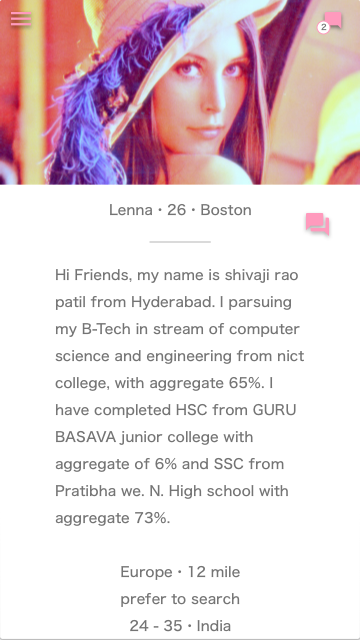 2
Lenna・26・Boston
Hi Friends, my name is shivaji rao
patil from Hyderabad. I parsuing
my B-Tech in stream of computer
science and engineering from nict
college, with aggregate 65%. I
have completed HSC from GURU
BASAVA junior college with
aggregate of 6% and SSC from
Pratibha we. N. High school with
aggregate 73%.
Europe・12 mile
prefer to search
24 - 35・India